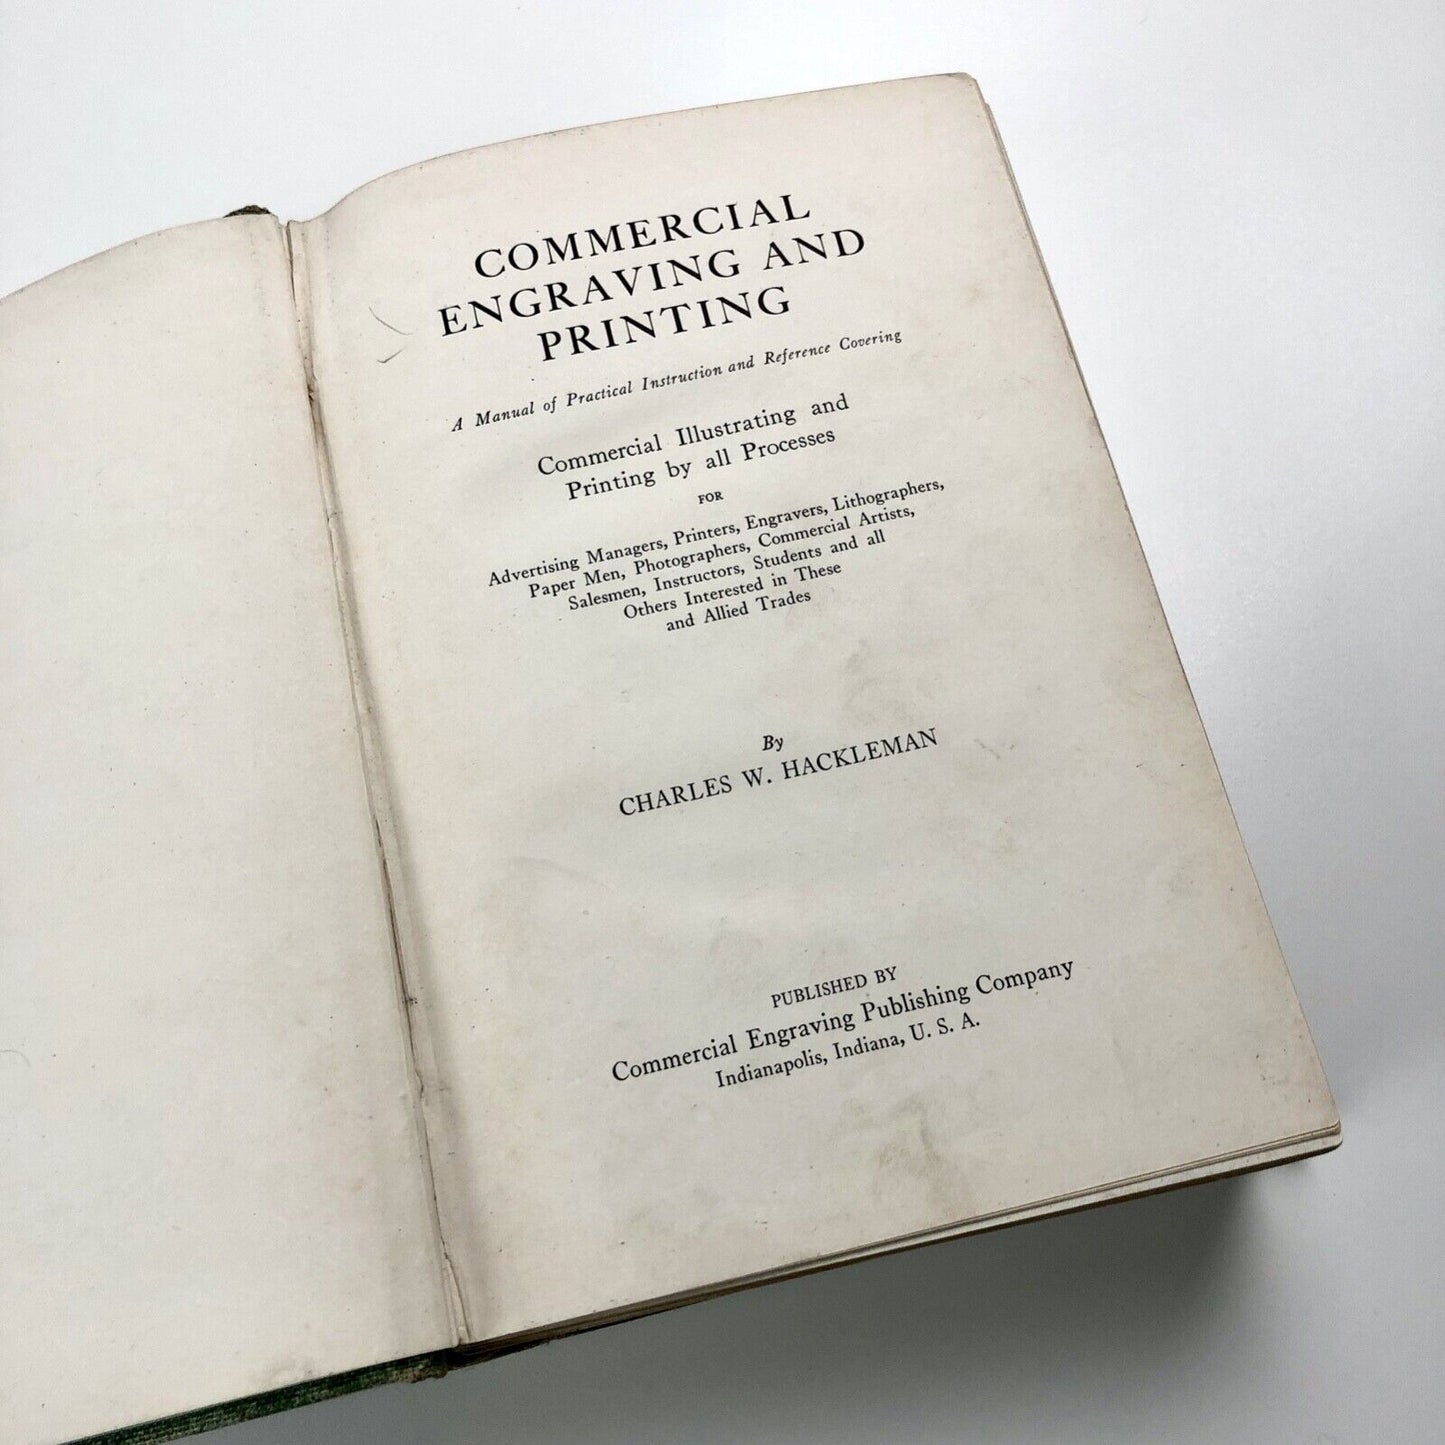 COMMERCIAL
ENGRAVING AND
PRINTING
A Manual of Practical Instruction and Reference Covering
Commercial Illustrating and
Printing by all Processes
FOR
Advertising Managers, Printers, Engravers, Lithographers,
Paper Men, Photographers, Commercial Artists,
Salesmen, Instructors, Students and all
Others Interested in These
and Allied Trades
By
CHARLES W. HACKLEMAN
PUBLISHED BY
Commercial Engraving Publishing Company
Indianapolis, Indiana, U. S. A.